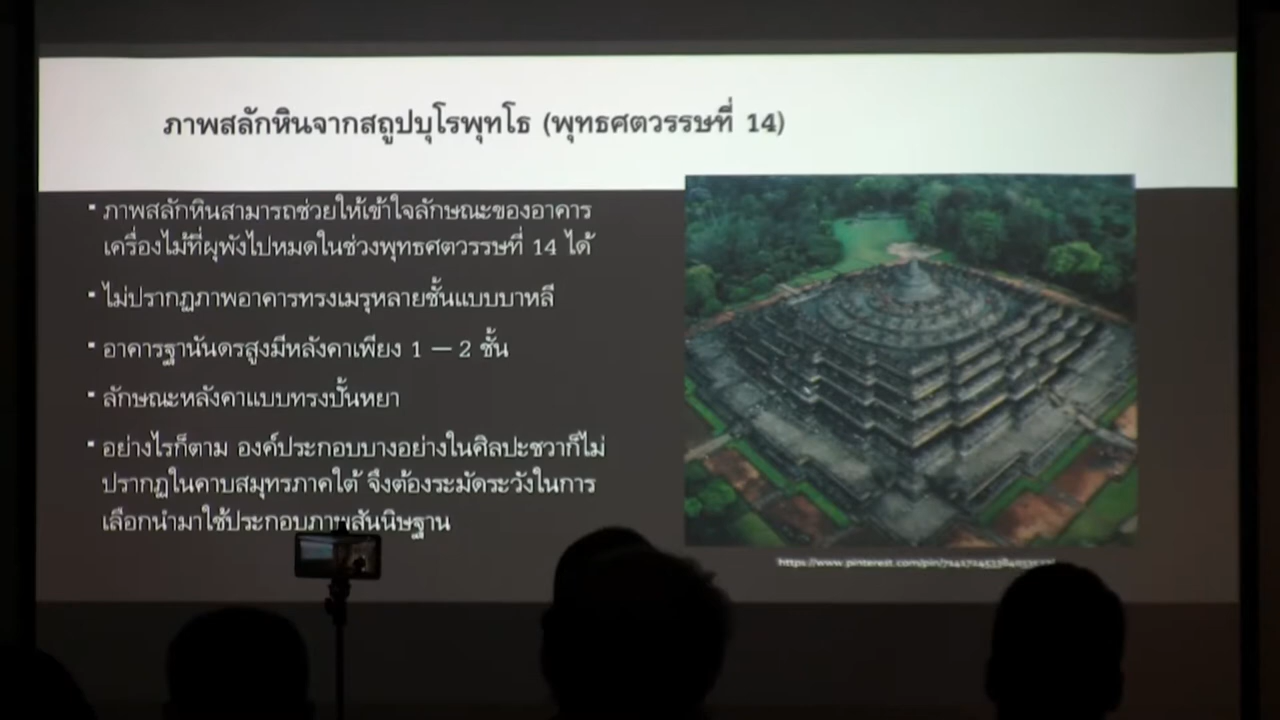 ภาพสลักหินจากสถูปบุโรพุทโธ (พุทธศตวรรษที่ 14)
▪ ภาพสลักหินสามารถช่วยให้เข้าใจลักษณะของอาคาร
เครื่องไม้ที่ผุพังไปหมดในช่วงพุทธศตวรรษที่ 14 ได้
▪ ไม่ปรากฏภาพอาคารทรงเมรุหลายชั้นแบบบาหลี
▪ อาคารฐานันดรสูงมีหลังคาเพียง 1 – 2 ชั้น
▪ ลักษณะหลังคาแบบทรงปั้นหยา
▪ อย่างไรก็ตาม องค์ประกอบบางอย่างในศิลปะชวาก็ไม่
ปรากฏในคาบสมุทรภาคใต้ จึงต้องระมัดระวังในการ
เลือกนำมาใช้ประกอบภาพสันนิษฐาน
https://www.pinterest.com/pin/